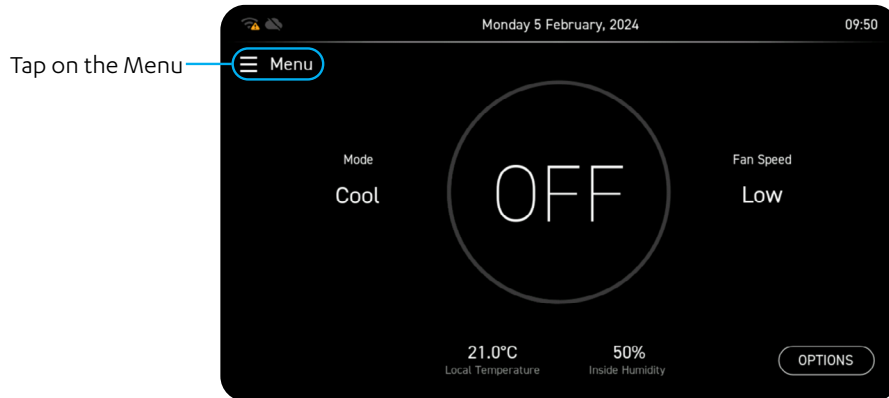 Monday 5 February, 2024 09:50
Tap on the Menu
Menu
Mode
Cool
OFF
Fan Speed
Low
21.0°C 50%
Local Temperature Inside Humidity
OPTIONS